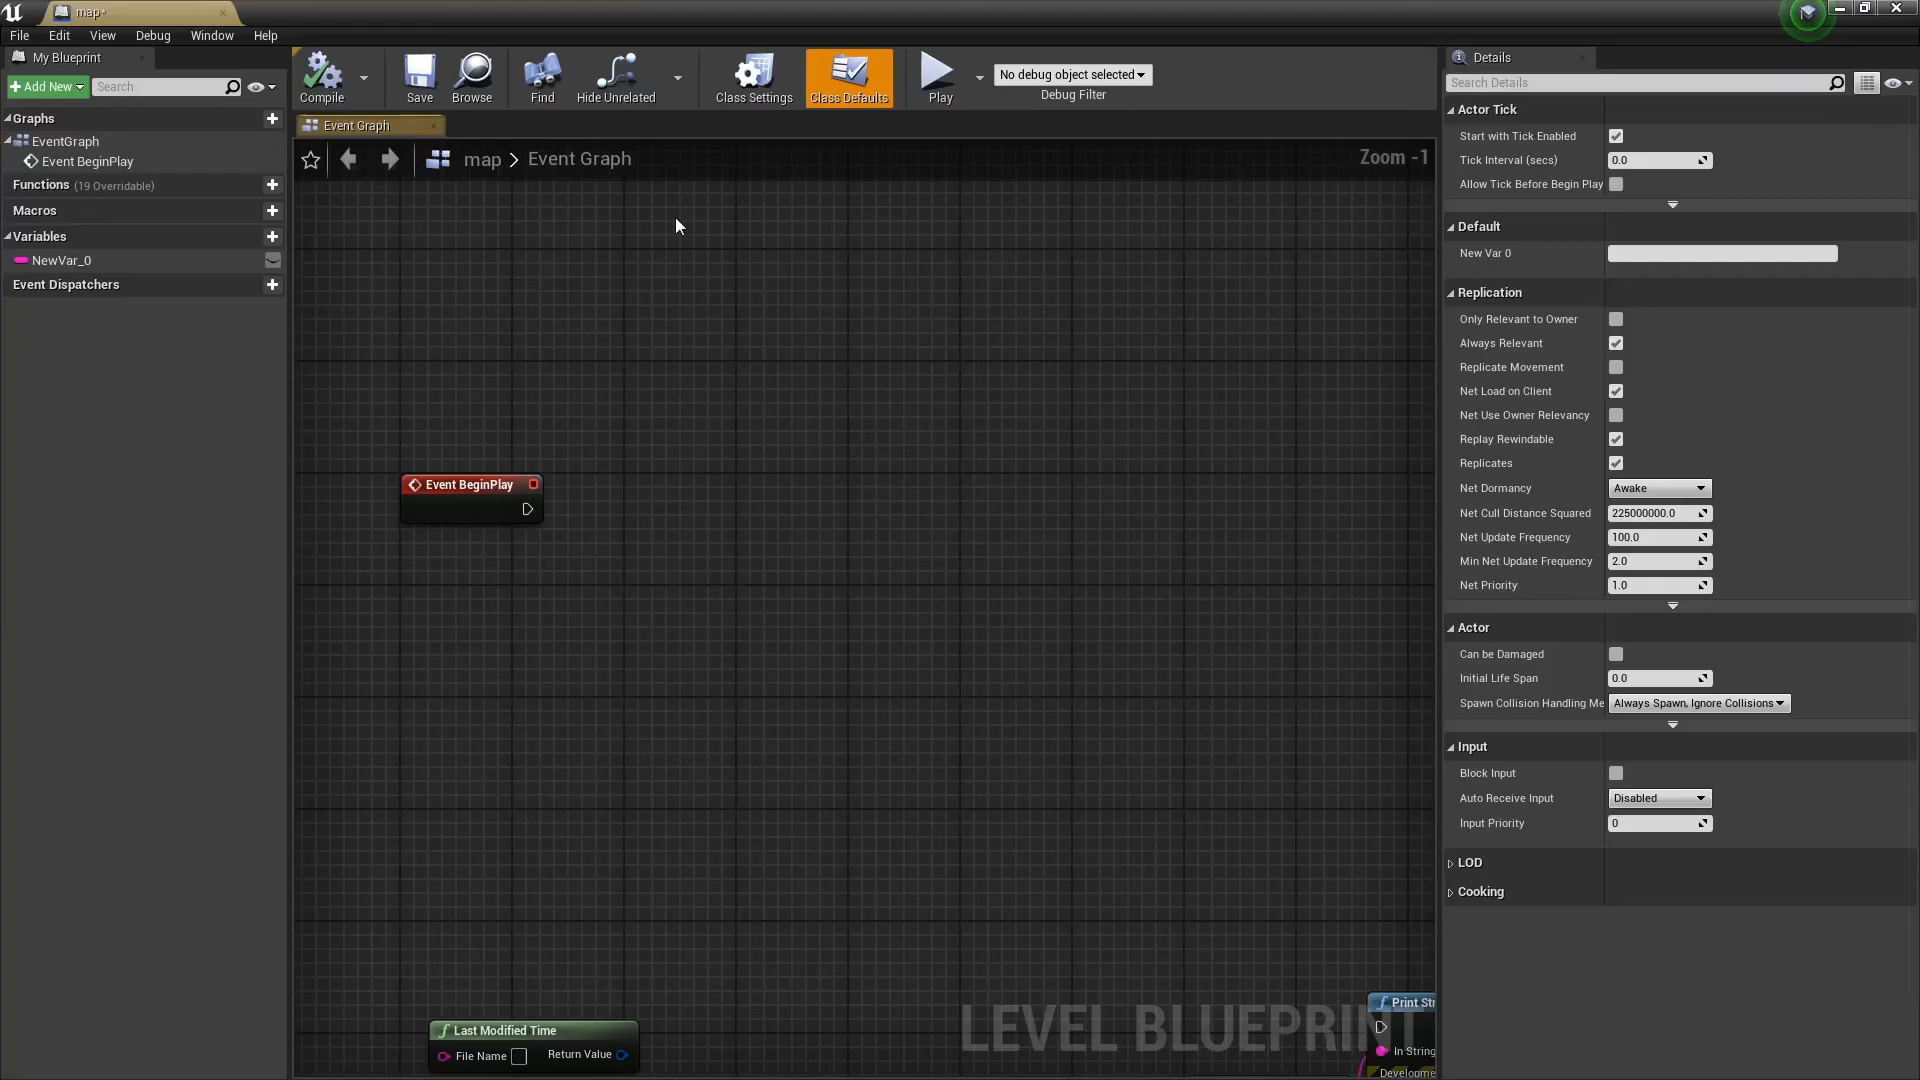 map*
File Edit View Debug Window Help
My Blueprint
Add New Search
Graphs
EventGraph
Event BeginPlay
Functions (19 Overridable)
Macros
Variables
NewVar_0
Event Dispatchers
Compile Save Browse Find Hide Unrelated Class Settings Class Defaults Play
No debug object selected
Debug Filter
Event Graph
map > Event Graph
Zoom -1
Event BeginPlay
Last Modified Time
File Name Return Value
LEVEL BLUEPRINT
Print Str
In String
Developme
Details
Search Details
Actor Tick
Start with Tick Enabled
Tick Interval (secs) 0.0
Allow Tick Before Begin Play
Default
New Var 0
Replication
Only Relevant to Owner
Always Relevant
Replicate Movement
Net Load on Client
Net Use Owner Relevancy
Replay Rewindable
Replicates
Net Dormancy Awake
Net Cull Distance Squared 225000000.0
Net Update Frequency 100.0
Min Net Update Frequency 2.0
Net Priority 1.0
Actor
Can be Damaged
Initial Life Span 0.0
Spawn Collision Handling Me Always Spawn, Ignore Collisions
Input
Block Input
Auto Receive Input Disabled
Input Priority 0
LOD
Cooking